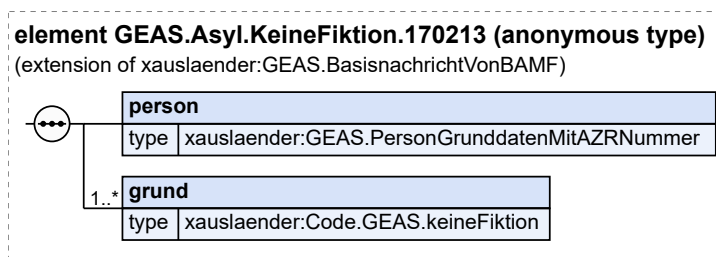 element GEAS.Asyl.KeineFiktion.170213 (anonymous type)
(extension of xauslaender:GEAS.BasisnachrichtVonBAMF)
person
type xauslaender:GEAS.PersonGrunddatenMitAZRNummer
1..* grund
type xauslaender:Code.GEAS.keineFiktion